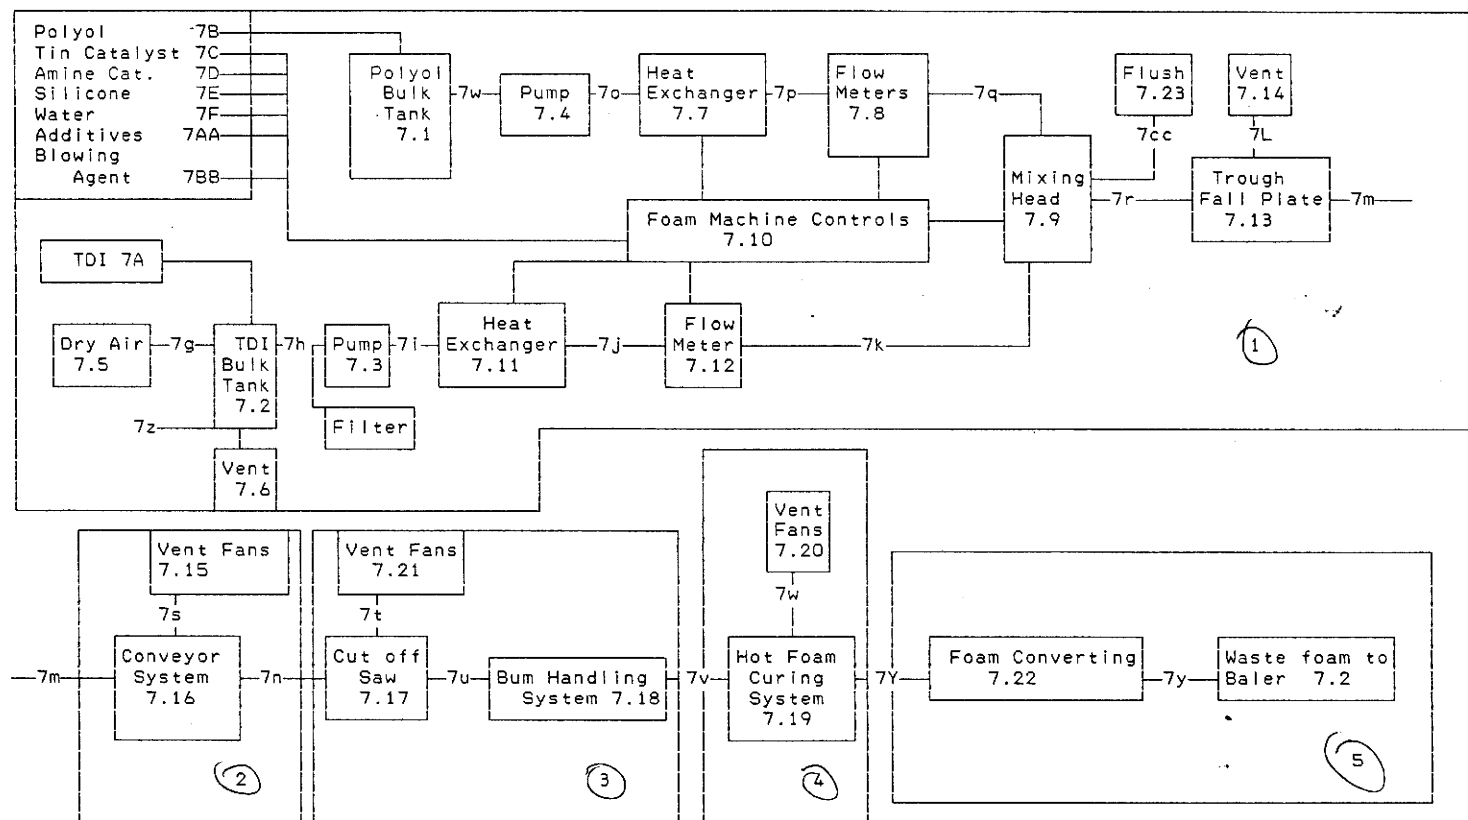 Polyol 7B
Tin Catalyst 7C
Amine Cat. 7D
Silicone 7E
Water 7F
Additives 7AA
Blowing
Agent 7BB
Polyol
Bulk
Tank
7.1
7w
Pump
7.4
7o
Heat
Exchanger
7.7
7p
Flow
Meters
7.8
7q
Flush
7.23
7cc
Vent
7.14
7L
Mixing
Head
7.9
7r
Trough
Fall Plate
7.13
7m
Foam Machine Controls
7.10
TDI 7A
Dry Air
7.5
7g
TDI
Bulk
Tank
7.2
7h
Pump
7.3
7i
Heat
Exchanger
7.11
7j
Flow
Meter
7.12
7k
1
7z
Filter
Vent
7.6
Vent Fans
7.15
7s
7m
Conveyor
System
7.16
7n
2
Vent Fans
7.21
7t
Cut off
Saw
7.17
7u
Bum Handling
System 7.18
7v
3
Vent
Fans
7.20
7w
Hot Foam
Curing
System
7.19
7Y
4
Foam Converting
7.22
7y
Waste foam to
Baler 7.2
5